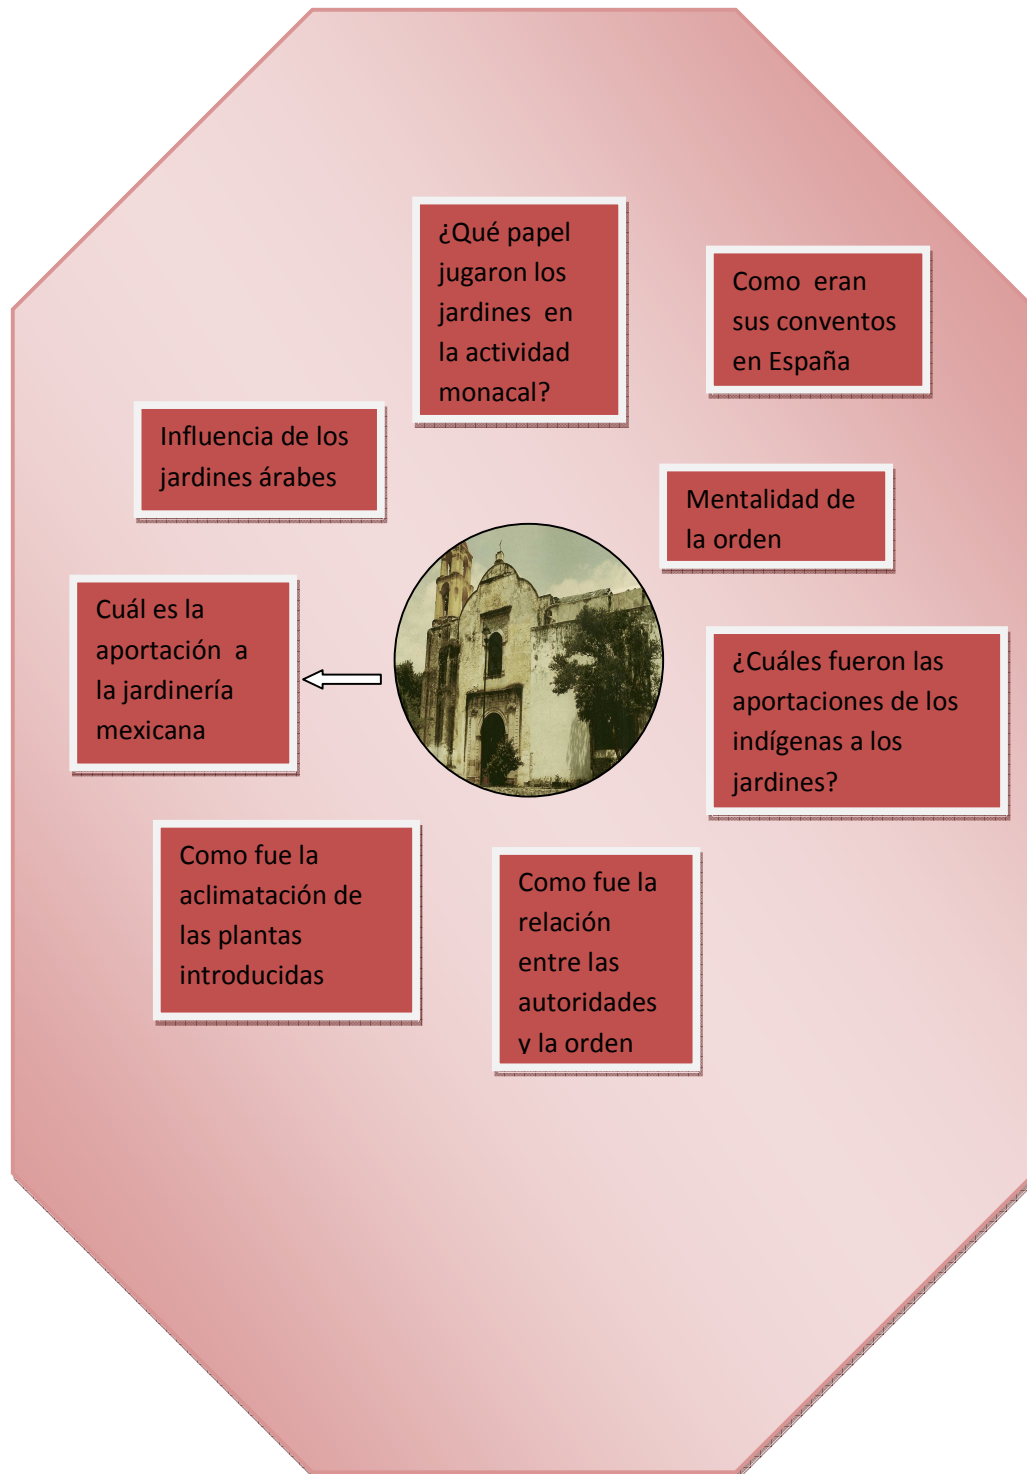 ¿Qué papel
jugaron los
jardines en
la actividad
monacal?
Como eran
sus conventos
en España
Influencia de los
jardines árabes
Mentalidad de
la orden
Cuál es la
aportación a
la jardinería
mexicana
¿Cuáles fueron las
aportaciones de los
indígenas a los
jardines?
Como fue la
aclimatación de
las plantas
introducidas
Como fue la
relación
entre las
autoridades
y la orden